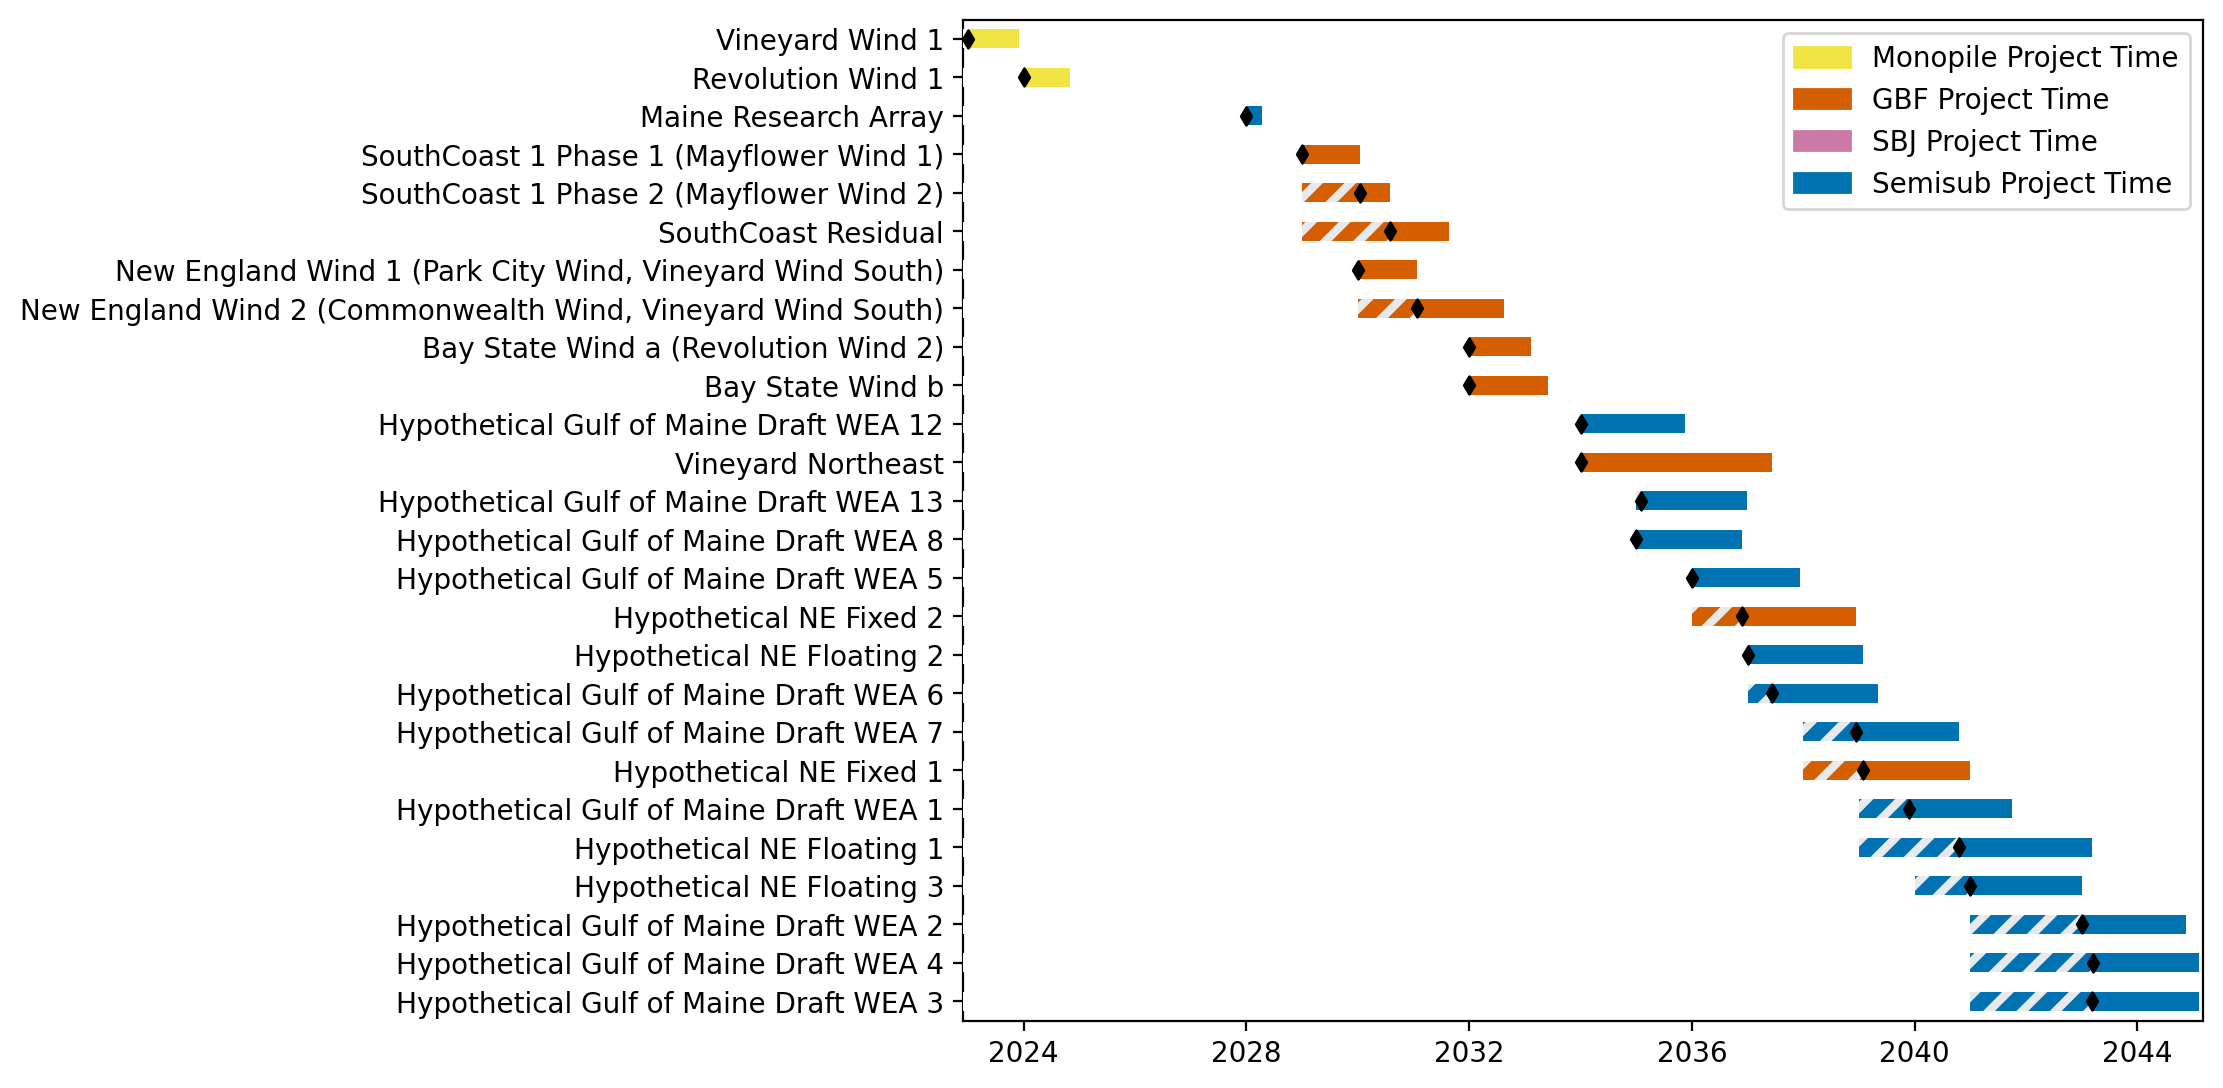 Vineyard Wind 1
Revolution Wind 1
Maine Research Array
SouthCoast 1 Phase 1 (Mayflower Wind 1)
SouthCoast 1 Phase 2 (Mayflower Wind 2)
SouthCoast Residual
New England Wind 1 (Park City Wind, Vineyard Wind South)
New England Wind 2 (Commonwealth Wind, Vineyard Wind South)
Bay State Wind a (Revolution Wind 2)
Bay State Wind b
Hypothetical Gulf of Maine Draft WEA 12
Vineyard Northeast
Hypothetical Gulf of Maine Draft WEA 13
Hypothetical Gulf of Maine Draft WEA 8
Hypothetical Gulf of Maine Draft WEA 5
Hypothetical NE Fixed 2
Hypothetical NE Floating 2
Hypothetical Gulf of Maine Draft WEA 6
Hypothetical Gulf of Maine Draft WEA 7
Hypothetical NE Fixed 1
Hypothetical Gulf of Maine Draft WEA 1
Hypothetical NE Floating 1
Hypothetical NE Floating 3
Hypothetical Gulf of Maine Draft WEA 2
Hypothetical Gulf of Maine Draft WEA 4
Hypothetical Gulf of Maine Draft WEA 3
Monopile Project Time
GBF Project Time
SBJ Project Time
Semisub Project Time
2024 2028 2032 2036 2040 2044